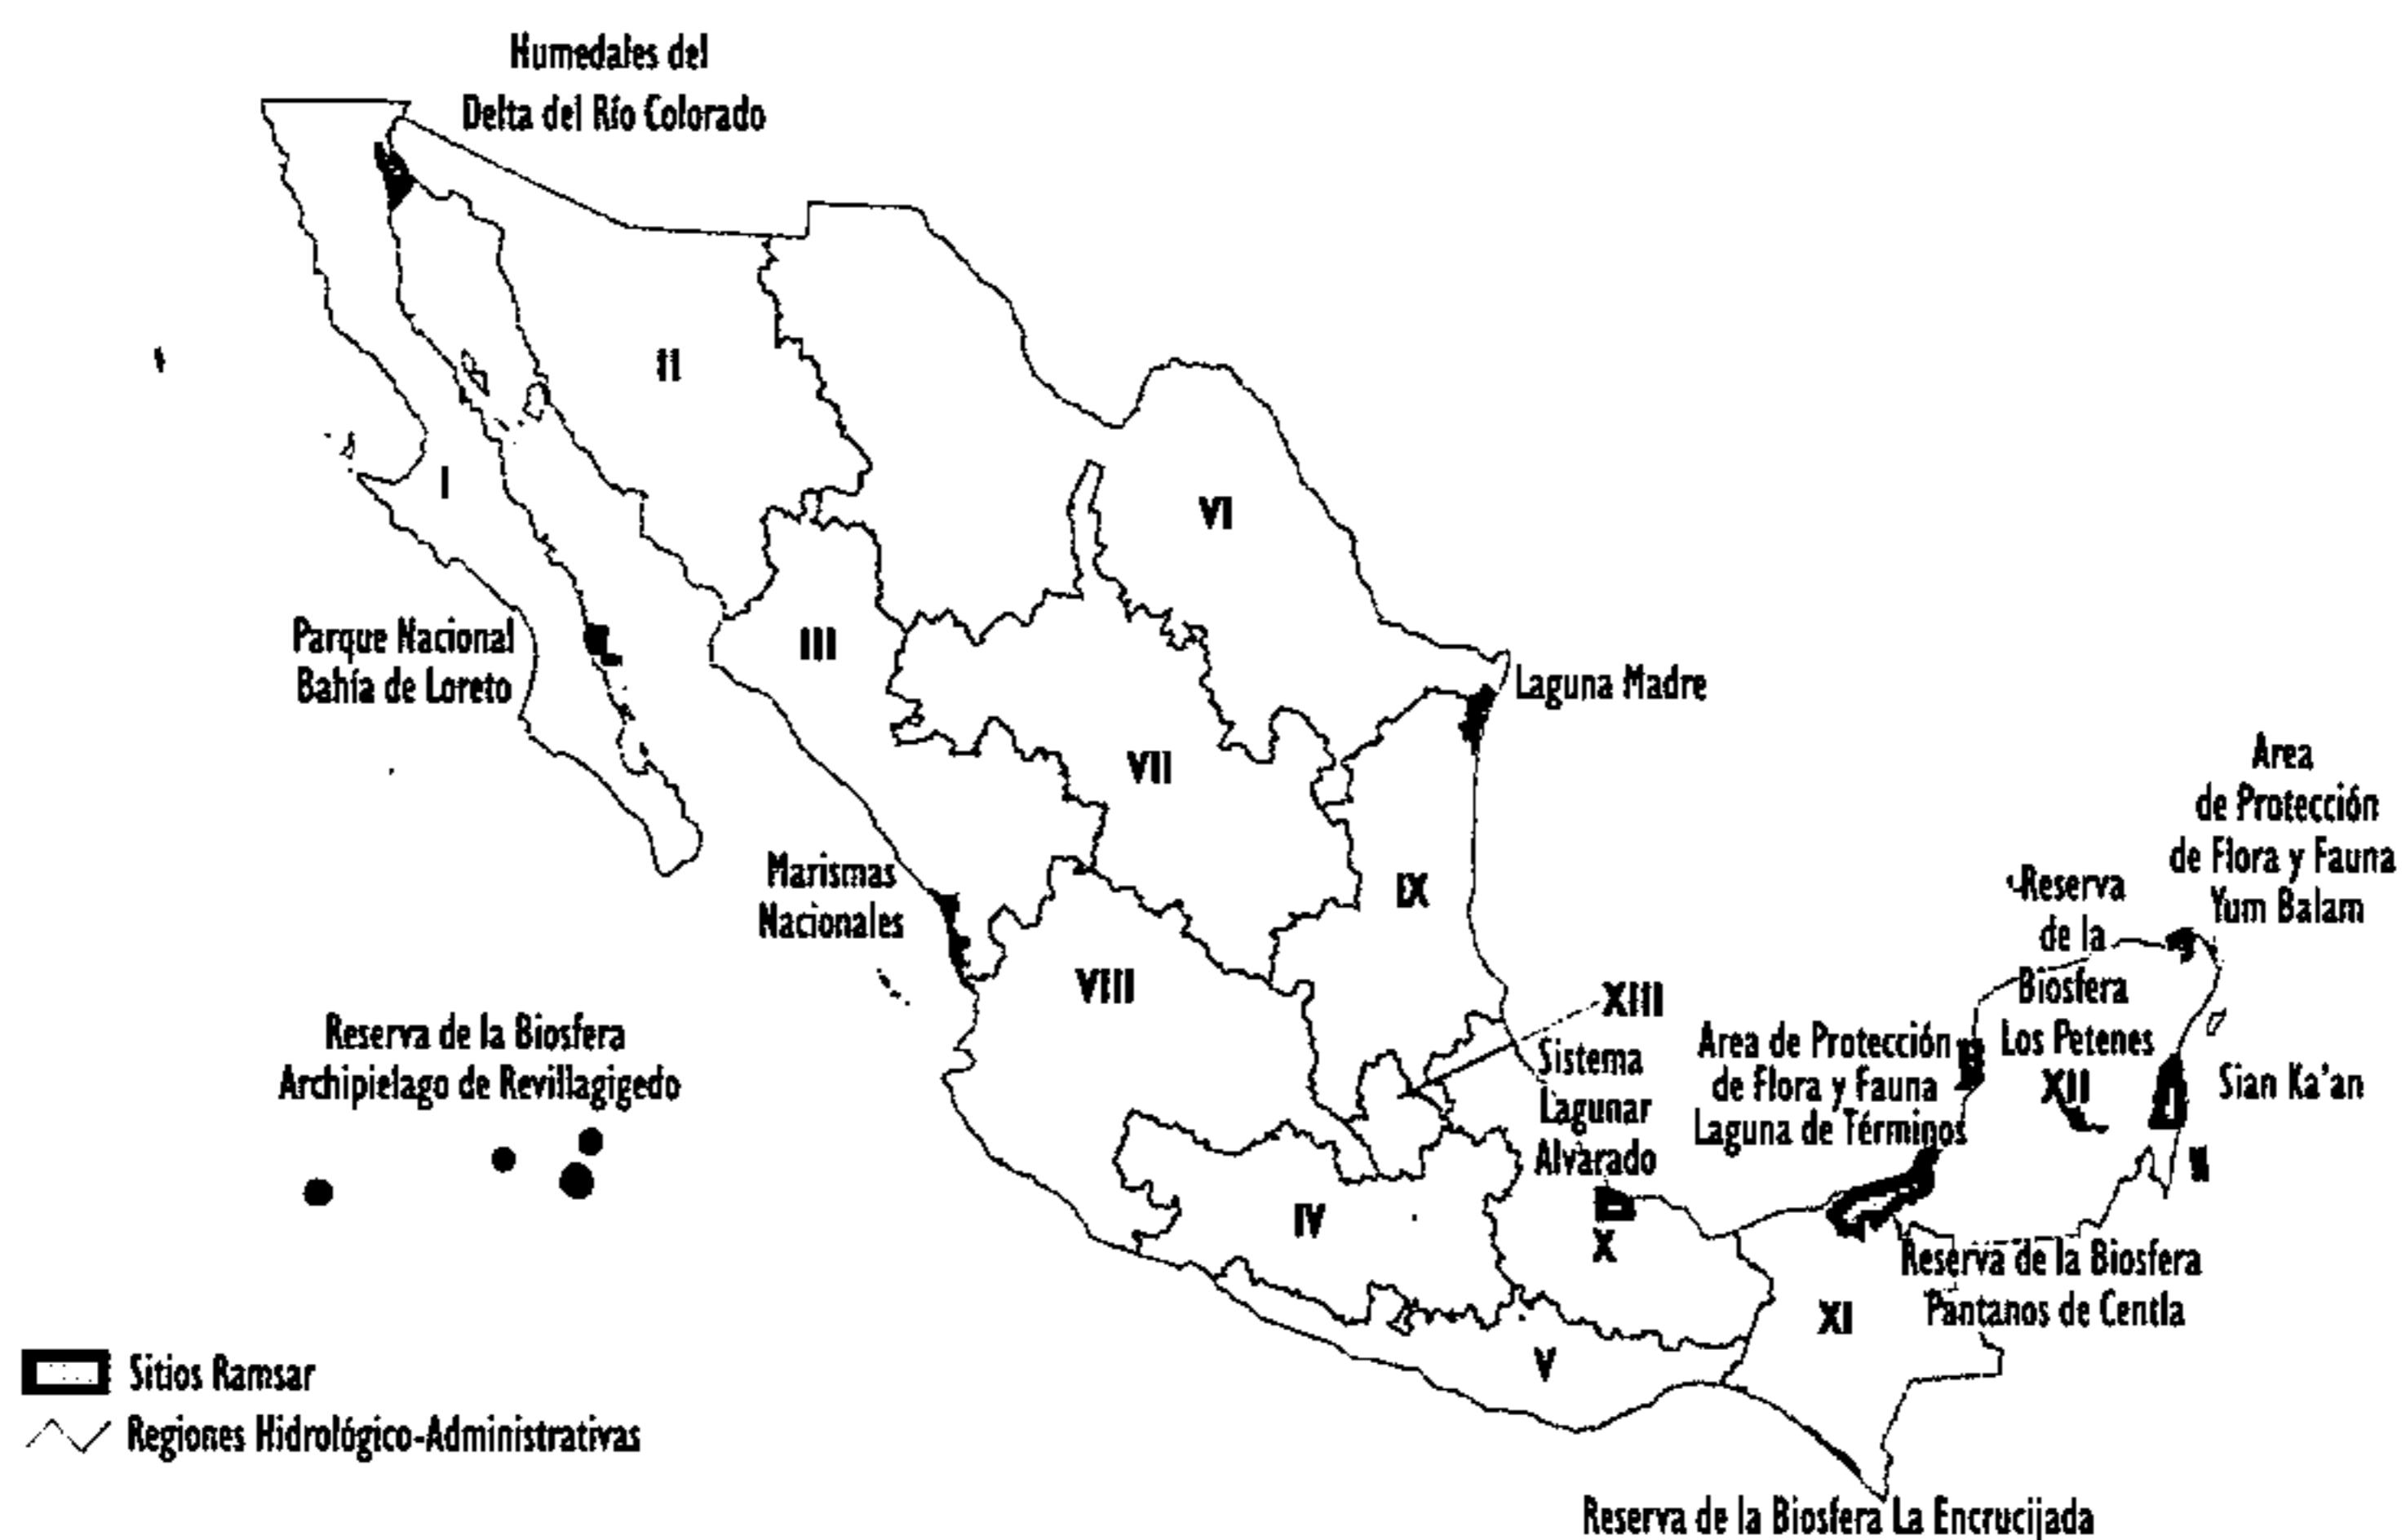 Humedales del
Delta del Río Colorado
II
I
VI
Parque Nacional
Bahía de Loreto
III
Laguna Madre
VII
Area
de Protección
de Flora y Fauna
Yum Balam
Marismas
Nacionales
IX
Reserva
de la
Biosfera
Los Petenes
VIII
XIII
Reserva de la Biosfera
Archipielago de Revillagigedo
Sistema
Lagunar
Alvarado
Area de Protección
de Flora y Fauna
Laguna de Términos
XII
Sian Ka'an
IV
X
Reserva de la Biosfera
Pantanos de Centla
XI
V
Sitios Ramsar
Regiones Hidrológico-Administrativas
Reserva de la Biosfera La Encrucijada